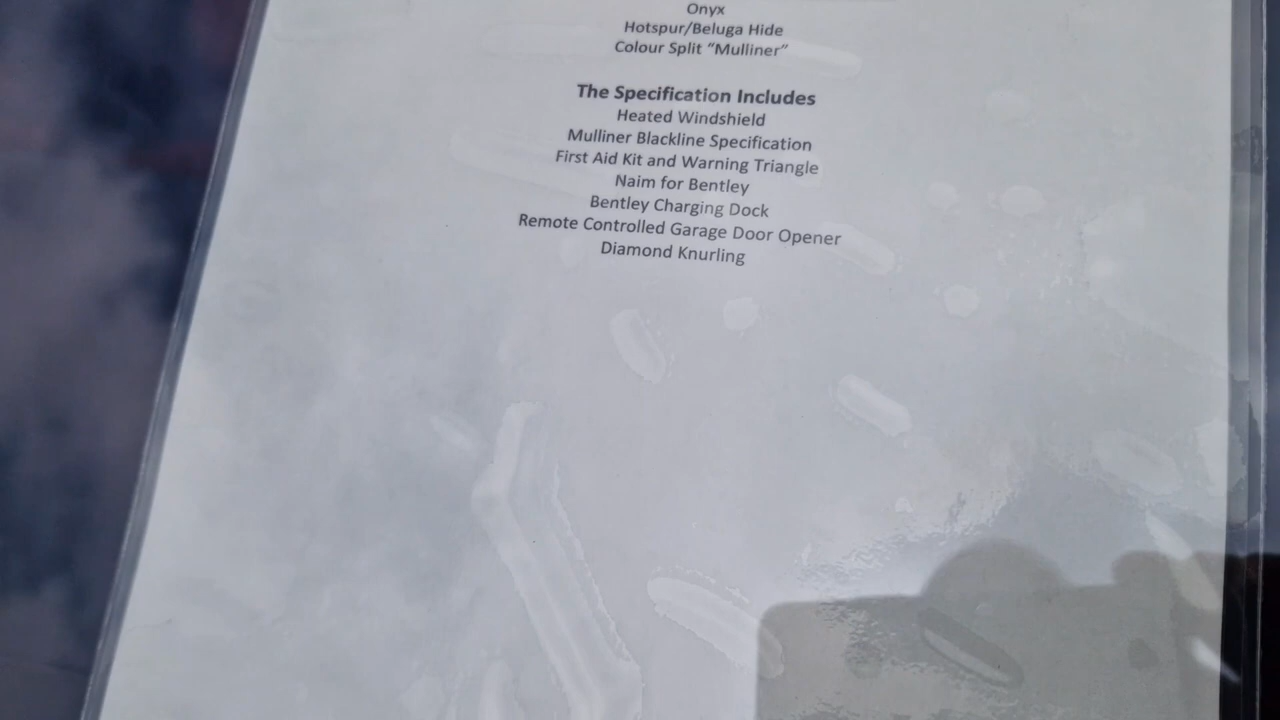 Onyx
Hotspur/Beluga Hide
Colour Split “Mulliner”
The Specification Includes
Heated Windshield
Mulliner Blackline Specification
First Aid Kit and Warning Triangle
Naim for Bentley
Bentley Charging Dock
Remote Controlled Garage Door Opener
Diamond Knurling